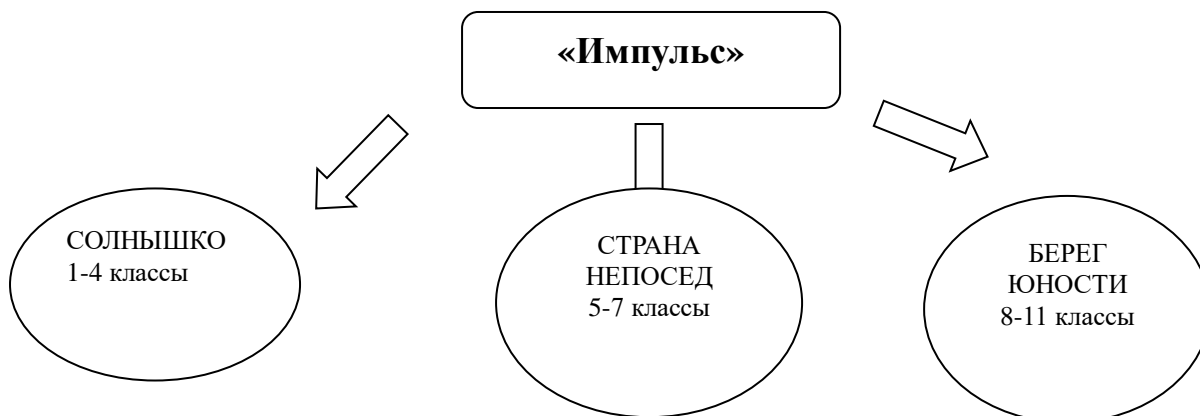 «Импульс»
СОЛНЫШКО
1-4 классы
СТРАНА
НЕПОСЕД
5-7 классы
БЕРЕГ
ЮНОСТИ
8-11 классы